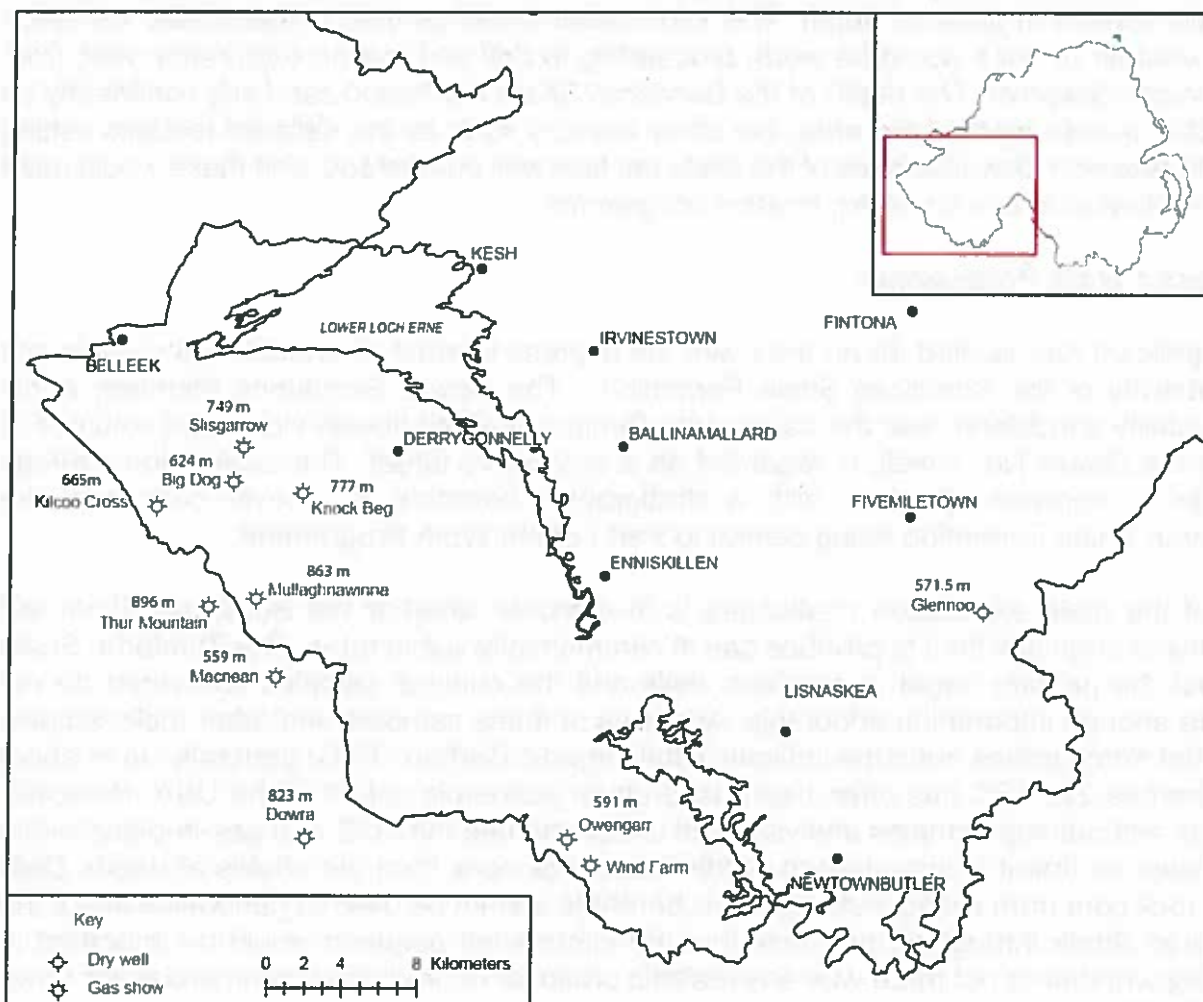 KESH
FINTONA
LOWER LOCH ERNE
IRVINESTOWN
BELLEEK
749 m
Slisgarrow
DERRYGONNELLY
BALLINAMALLARD
624 m
Big Dog
665m
Kilcoo Cross
777 m
Knock Beg
FIVEMILETOWN
ENNISKILLEN
863 m
Mullaghnawinna
571.5 m
Glennoo
896 m
Thur Mountain
559 m
Macnean
LISNASKEA
823 m
Dowra
591 m
Owengarr
Wind Farm
NEWTOWNBUTLER
Key
Dry well
Gas show
0 2 4 8 Kilometers